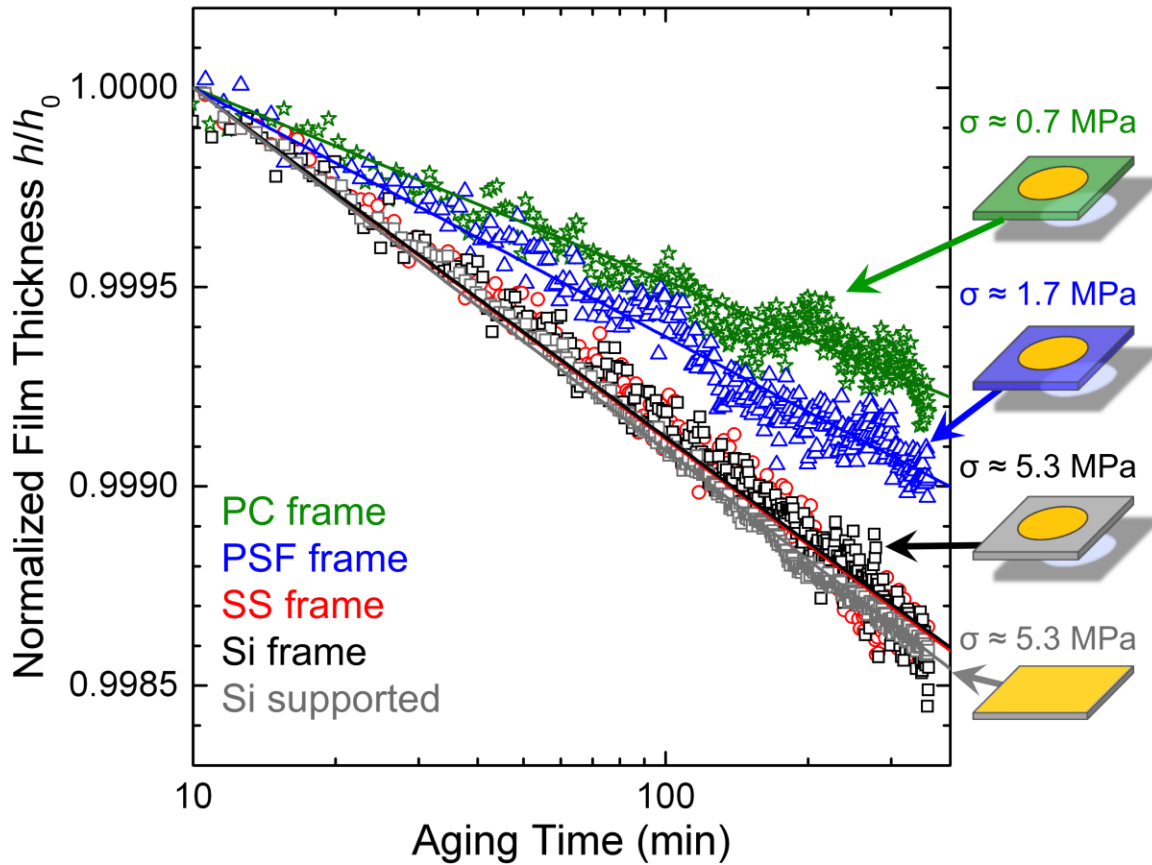 Normalized Film Thickness h/h₀
1.0000
0.9995
0.9990
0.9985
PC frame
PSF frame
SS frame
Si frame
Si supported
10
100
Aging Time (min)
σ ≈ 0.7 MPa
σ ≈ 1.7 MPa
σ ≈ 5.3 MPa
σ ≈ 5.3 MPa